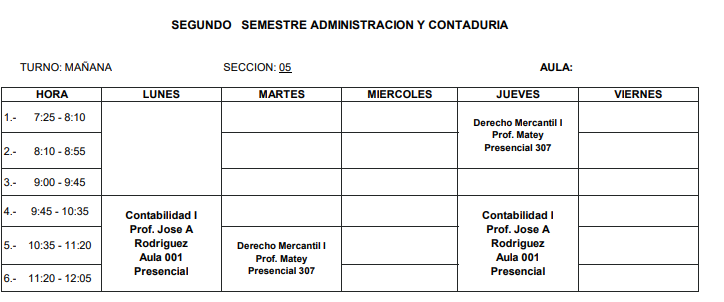 SEGUNDO SEMESTRE ADMINISTRACION Y CONTADURIA
TURNO: MAÑANA SECCION: 05 AULA:
HORA LUNES MARTES MIERCOLES JUEVES VIERNES
1.- 7:25 - 8:10
2.- 8:10 - 8:55
Derecho Mercantil I
Prof. Matey
Presencial 307
3.- 9:00 - 9:45
4.- 9:45 - 10:35
5.- 10:35 - 11:20
6.- 11:20 - 12:05
Contabilidad I
Prof. Jose A
Rodriguez
Aula 001
Presencial
Derecho Mercantil I
Prof. Matey
Presencial 307
Contabilidad I
Prof. Jose A
Rodriguez
Aula 001
Presencial